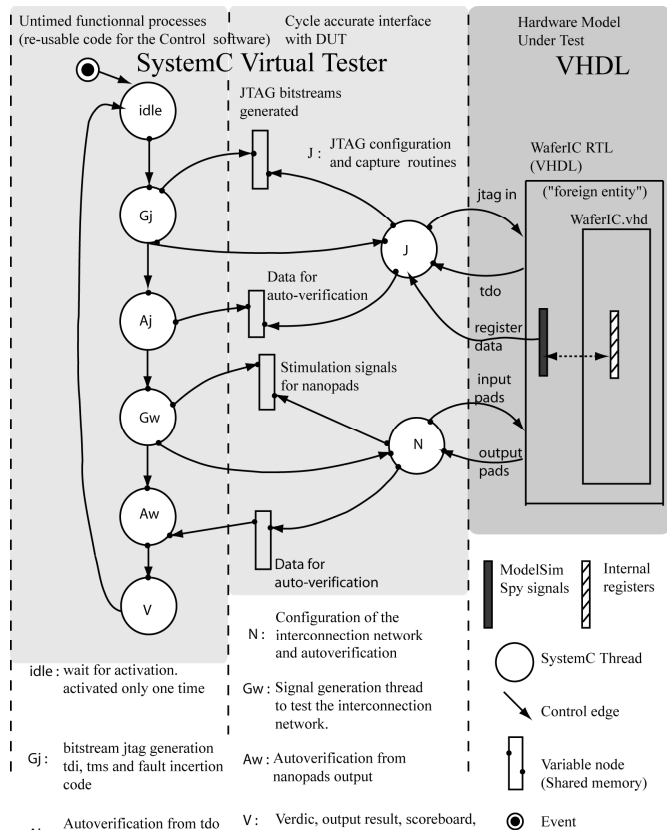 Untimed functionnal processes
(re-usable code for the Control software)
Cycle accurate interface
with DUT
Hardware Model
Under Test
SystemC Virtual Tester
VHDL
idle
JTAG bitstreams
generated
J : JTAG configuration
and capture routines
WaferIC RTL
(VHDL)
("foreign entity")
WaferIC.vhd
jtag in
Gj
J
tdo
Data for
auto-verification
Aj
register
data
Stimulation signals
for nanopads
input
pads
Gw
N
output
pads
Aw
Data for
auto-verification
V
ModelSim
Spy signals
Internal
registers
N : Configuration of the
interconnection network
and autoverification
SystemC Thread
idle : wait for activation.
activated only one time
Gw : Signal generation thread
to test the interconnection
network.
Control edge
Gj : bitstream jtag generation
tdi, tms and fault incertion
code
Aw : Autoverification from
nanopads output
Variable node
(Shared memory)
Autoverification from tdo
V : Verdic, output result, scoreboard,
Event